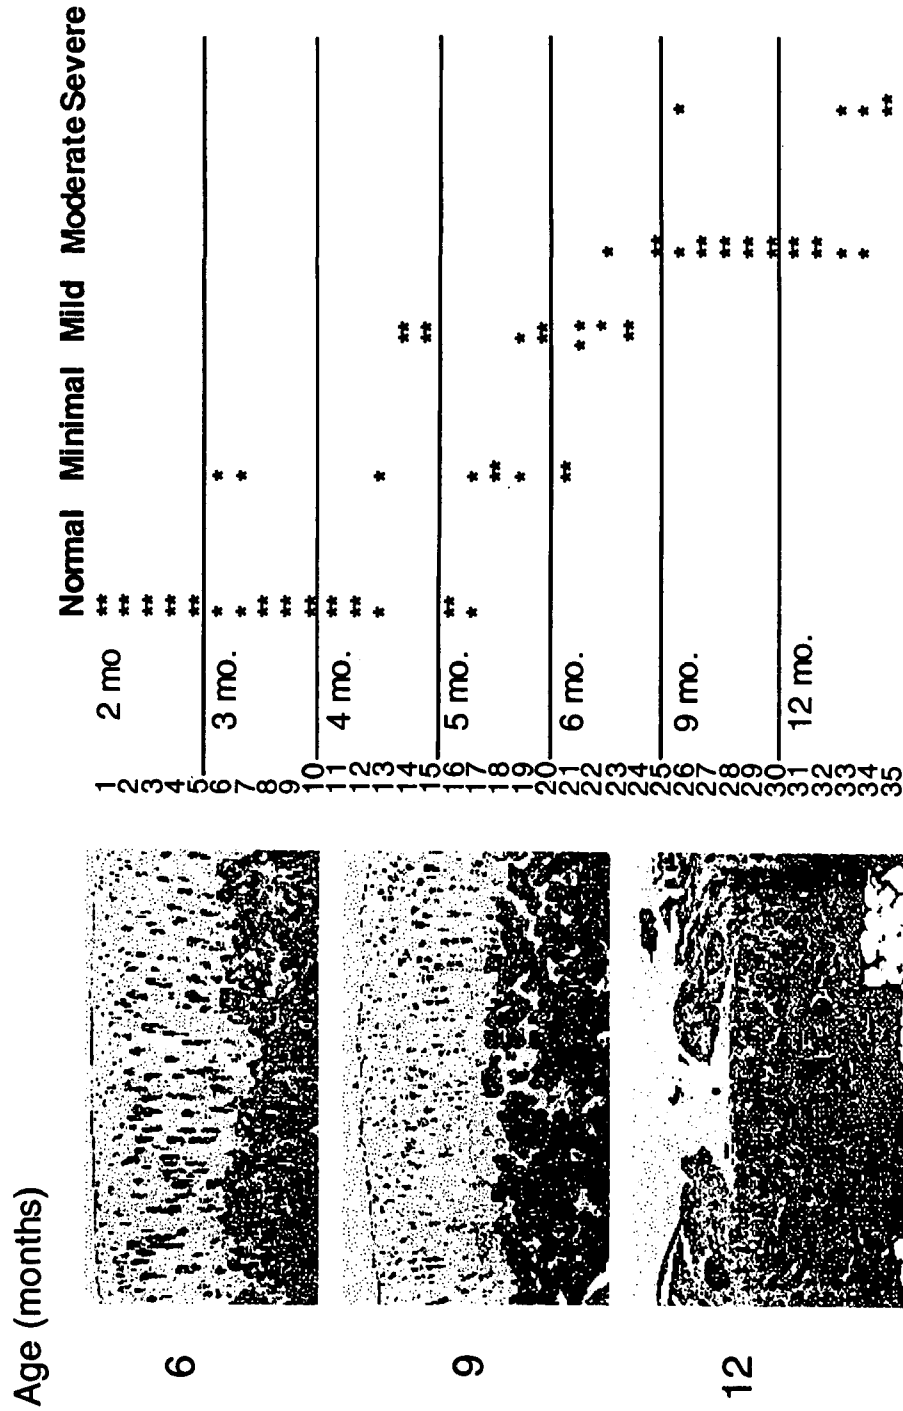 Age (months)
Normal Minimal Mild Moderate Severe
1 2 mo **
2 **
3 **
4 **
6
5 **
6 3 mo. * *
7 * *
8 **
9 **
10 **
11 4 mo. **
12 **
13 * *
14 **
15 **
16 5 mo. **
9
17 * *
18 **
19 * *
20 **
21 6 mo. **
22 * *
23 * *
24 **
25 **
26 9 mo. * *
27 **
28 **
12
29 **
30 **
31 12 mo. **
32 **
33 * *
34 * *
35 **